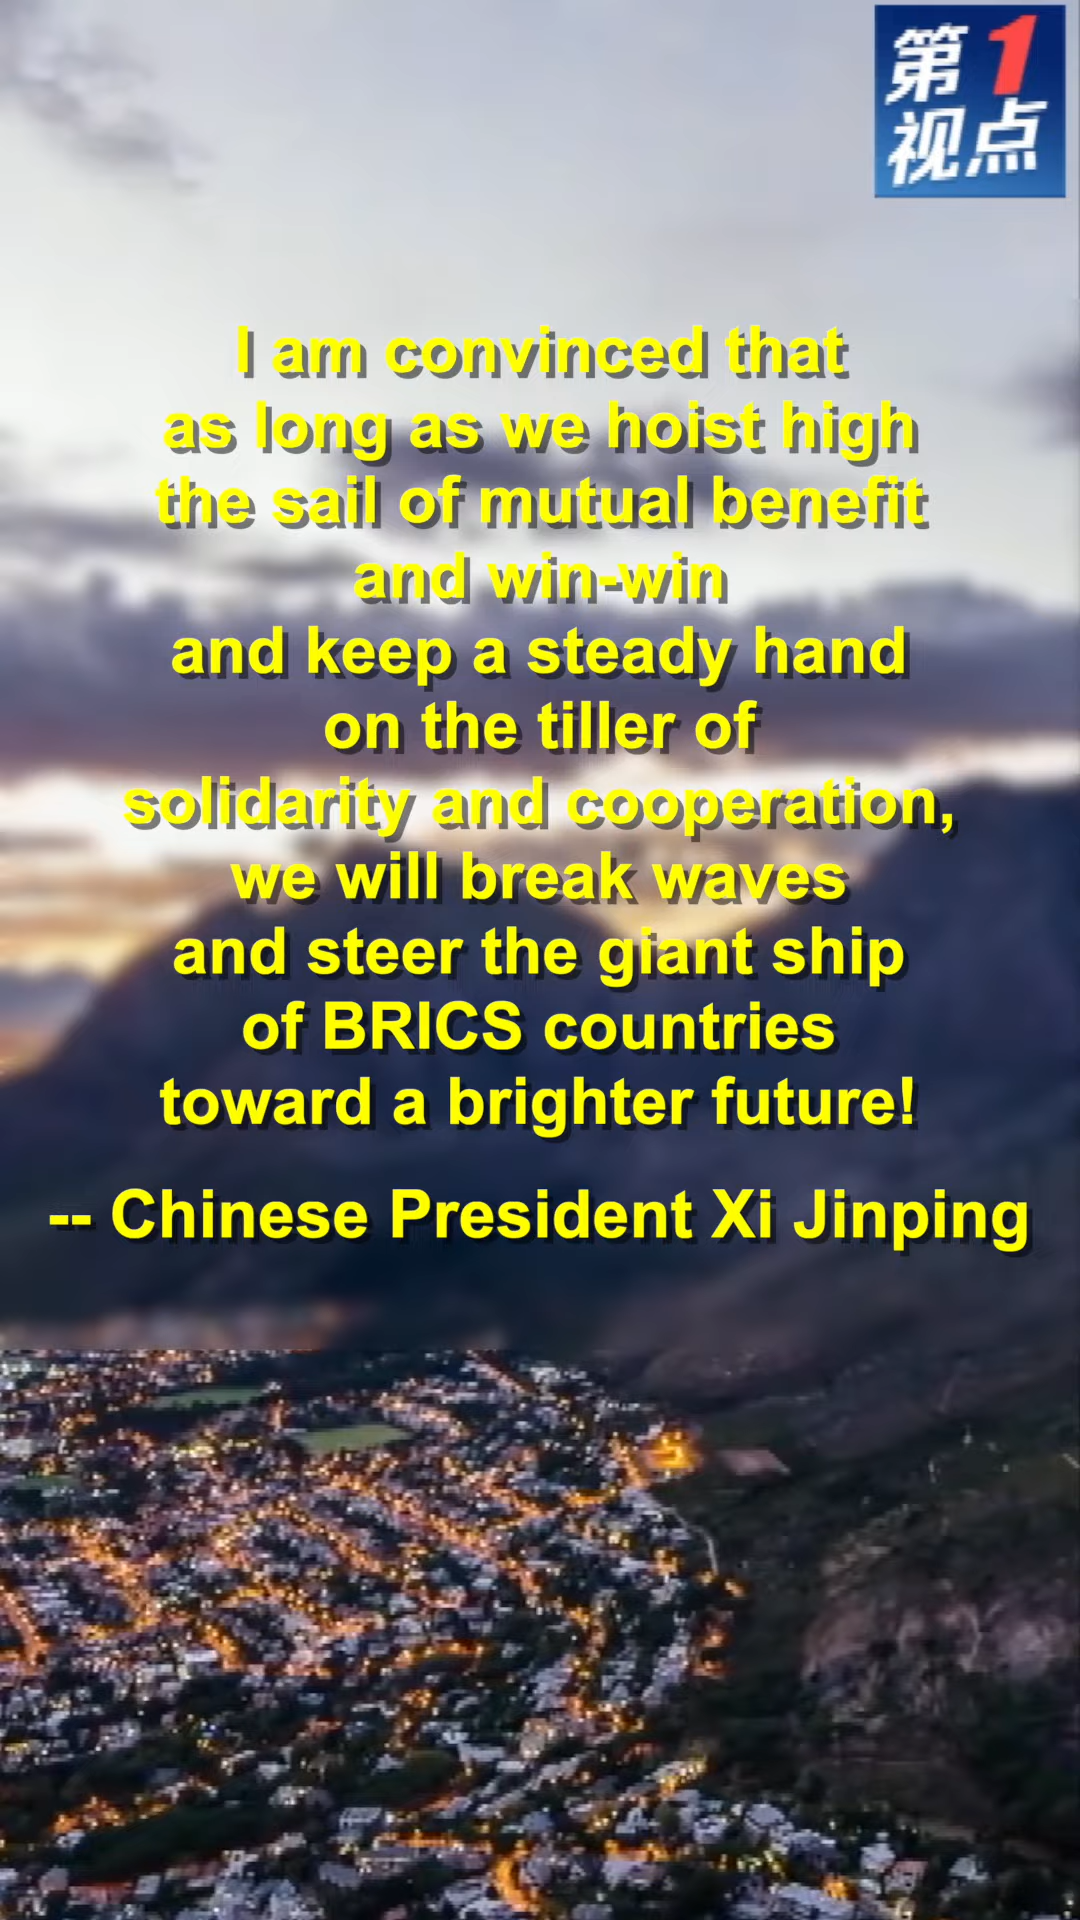 第1
视点
I am convinced that
as long as we hoist high
the sail of mutual benefit
and win-win
and keep a steady hand
on the tiller of
solidarity and cooperation,
we will break waves
and steer the giant ship
of BRICS countries
toward a brighter future!
-- Chinese President Xi Jinping